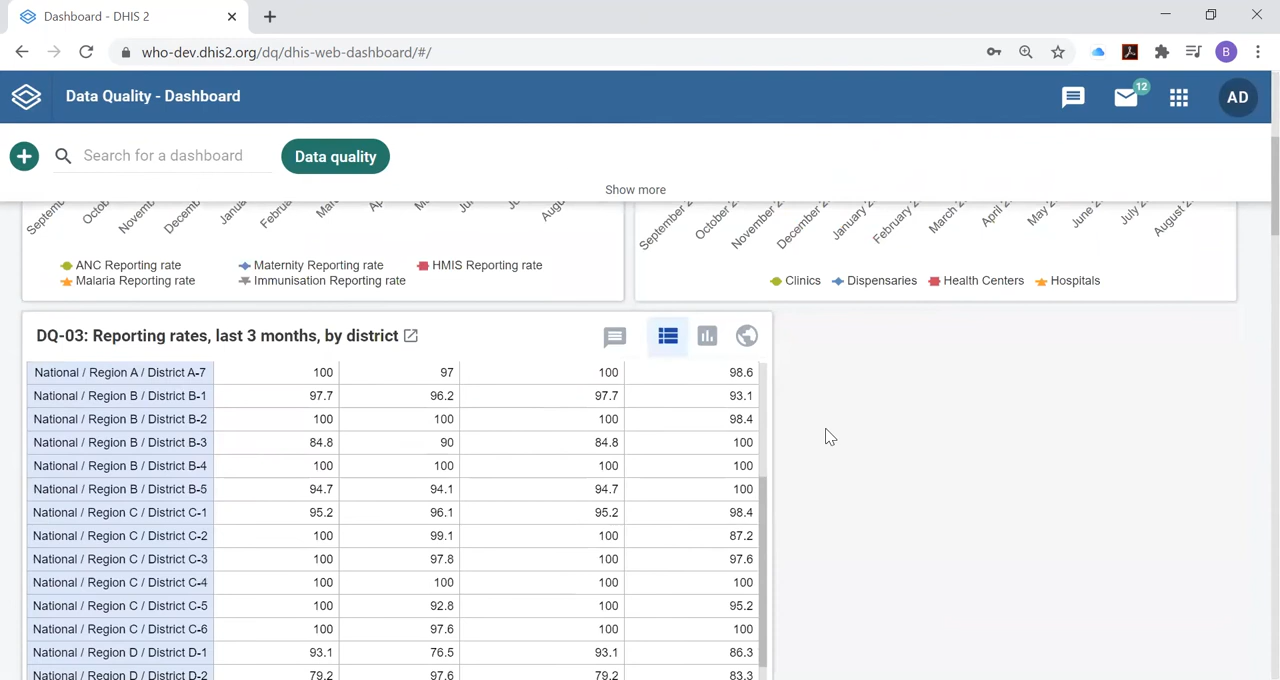 Dashboard - DHIS 2
who-dev.dhis2.org/dq/dhis-web-dashboard/#/
B
Data Quality - Dashboard
12
AD
Search for a dashboard
Data quality
Show more
ANC Reporting rate Maternity Reporting rate HMIS Reporting rate
Malaria Reporting rate Immunisation Reporting rate
Clinics Dispensaries Health Centers Hospitals
DQ-03: Reporting rates, last 3 months, by district
National / Region A / District A-7 100 97 100 98.6
National / Region B / District B-1 97.7 96.2 97.7 93.1
National / Region B / District B-2 100 100 100 98.4
National / Region B / District B-3 84.8 90 84.8 100
National / Region B / District B-4 100 100 100 100
National / Region B / District B-5 94.7 94.1 94.7 100
National / Region C / District C-1 95.2 96.1 95.2 98.4
National / Region C / District C-2 100 99.1 100 87.2
National / Region C / District C-3 100 97.8 100 97.6
National / Region C / District C-4 100 100 100 100
National / Region C / District C-5 100 92.8 100 95.2
National / Region C / District C-6 100 97.6 100 100
National / Region D / District D-1 93.1 76.5 93.1 86.3
National / Region D / District D-2 79.2 97.6 79.2 83.3